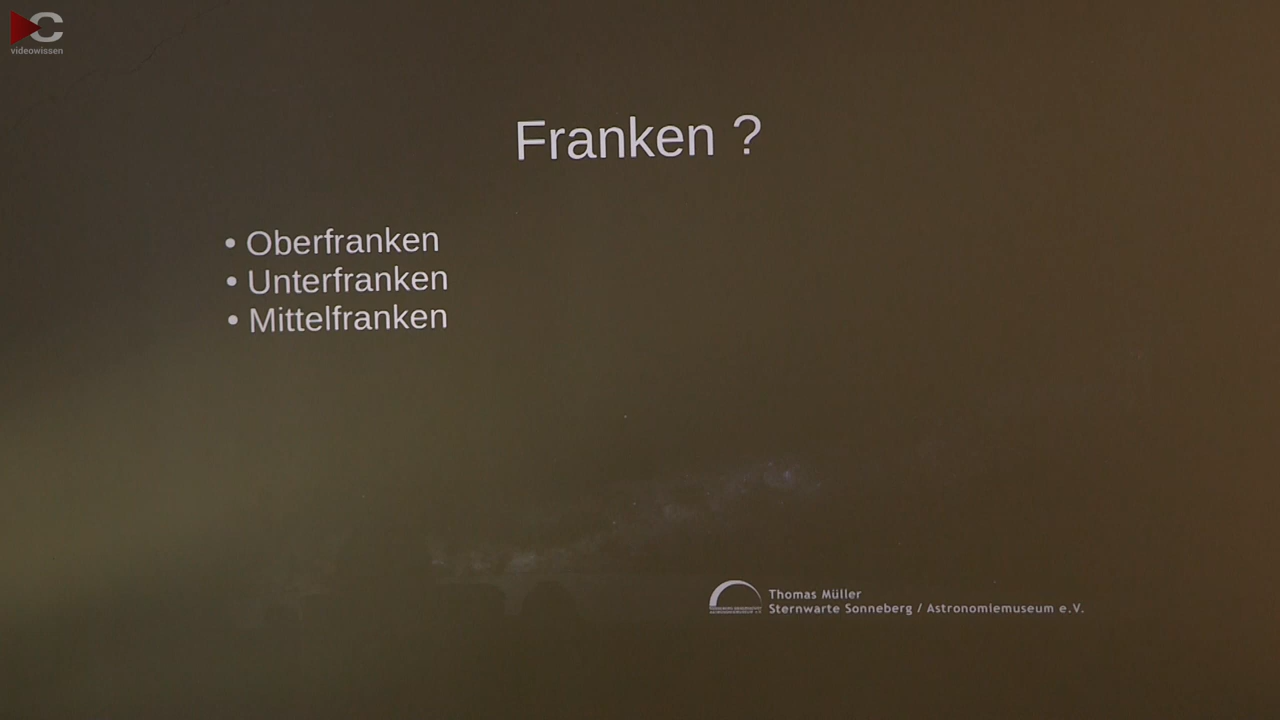 videowissen
Franken ?
• Oberfranken
• Unterfranken
• Mittelfranken
Thomas Müller
Sternwarte Sonneberg / Astronomiemuseum e.V.